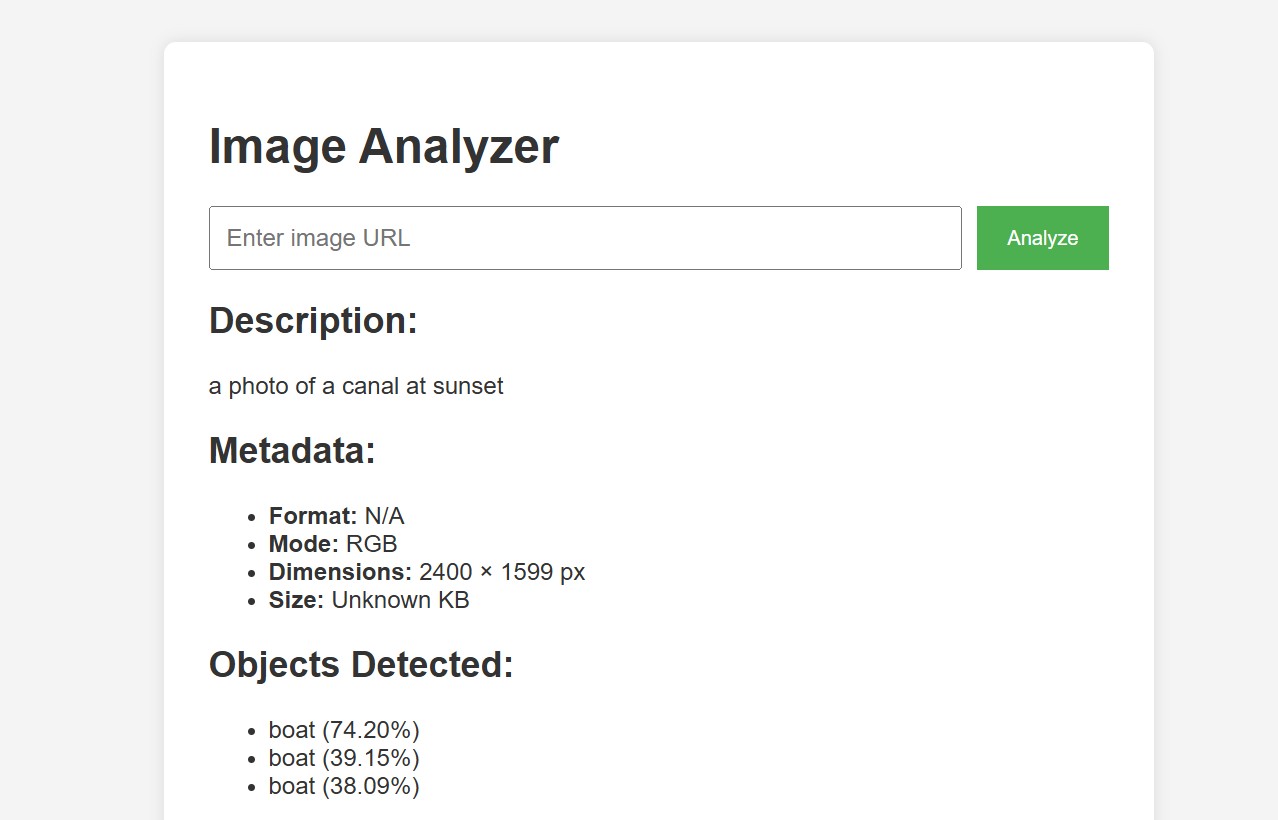 Image Analyzer
Enter image URL
Analyze
Description:
a photo of a canal at sunset
Metadata:
Format: N/A
Mode: RGB
Dimensions: 2400 × 1599 px
Size: Unknown KB
Objects Detected:
boat (74.20%)
boat (39.15%)
boat (38.09%)